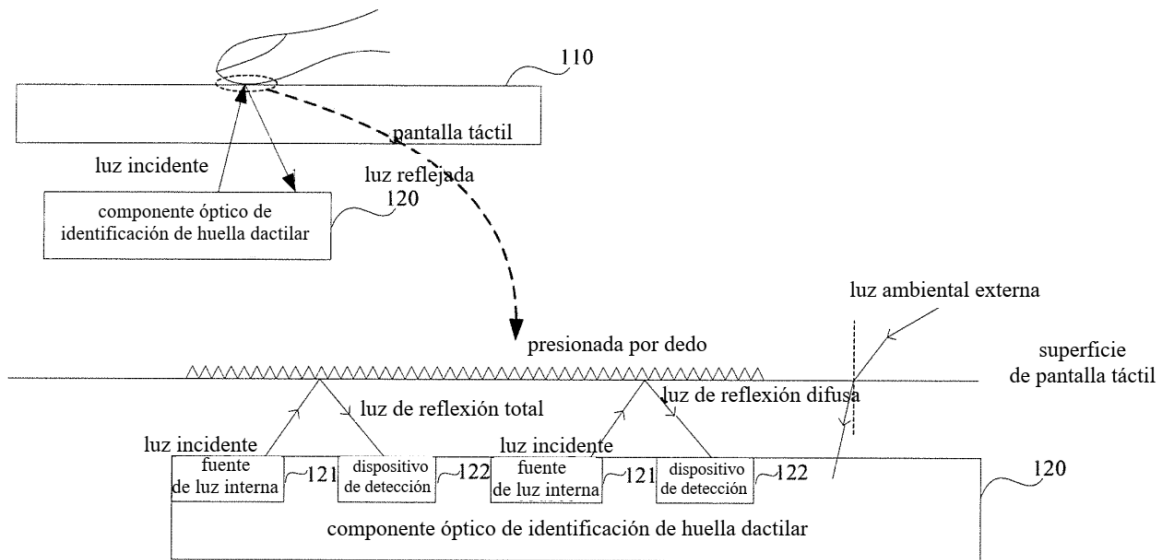 110
pantalla táctil
luz incidente
luz reflejada
120
componente óptico de
identificación de huella dactilar
luz ambiental externa
presionada por dedo
superficie
de pantalla táctil
luz de reflexión total
luz de reflexión difusa
luz incidente
luz incidente
fuente
de luz interna
121
dispositivo
de detección
122
fuente
de luz interna
121
dispositivo
de detección
122
120
componente óptico de identificación de huella dactilar